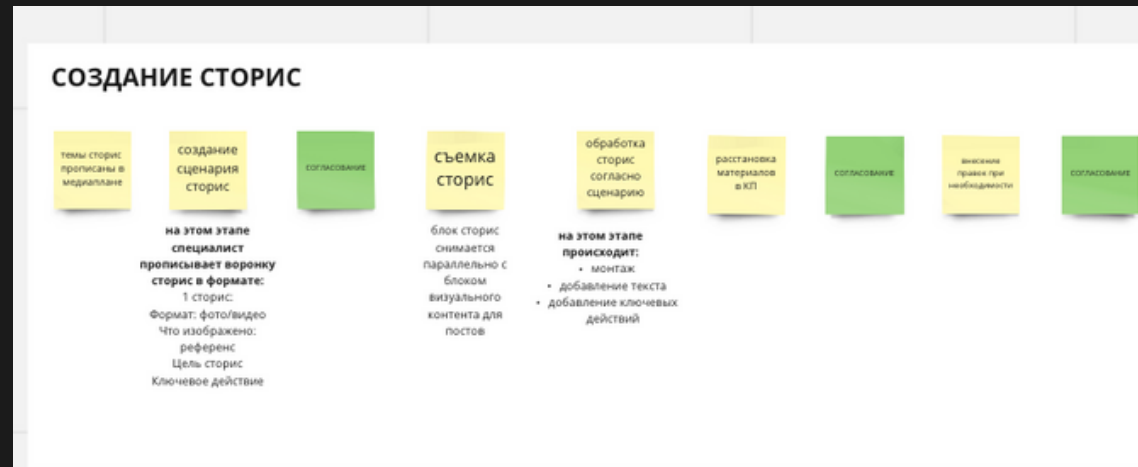 СОЗДАНИЕ СТОРИС
темы сторис
прописаны в
медиаплане
создание
сценария
сторис
СОГЛАСОВАНИЕ
съемка
сторис
обработка
сторис
согласно
сценарию
расстановка
материалов
в КП
СОГЛАСОВАНИЕ
внесение
правок при
необходимости
СОГЛАСОВАНИЕ
на этом этапе
специалист
прописывает воронку
сторис в формате:
1 сторис:
Формат: фото/видео
Что изображено:
референс
Цель сторис
Ключевое действие
блок сторис
снимается
параллельно с
блоком
визуального
контента для
постов
на этом этапе
происходит:
• монтаж
• добавление текста
• добавление ключевых
действий